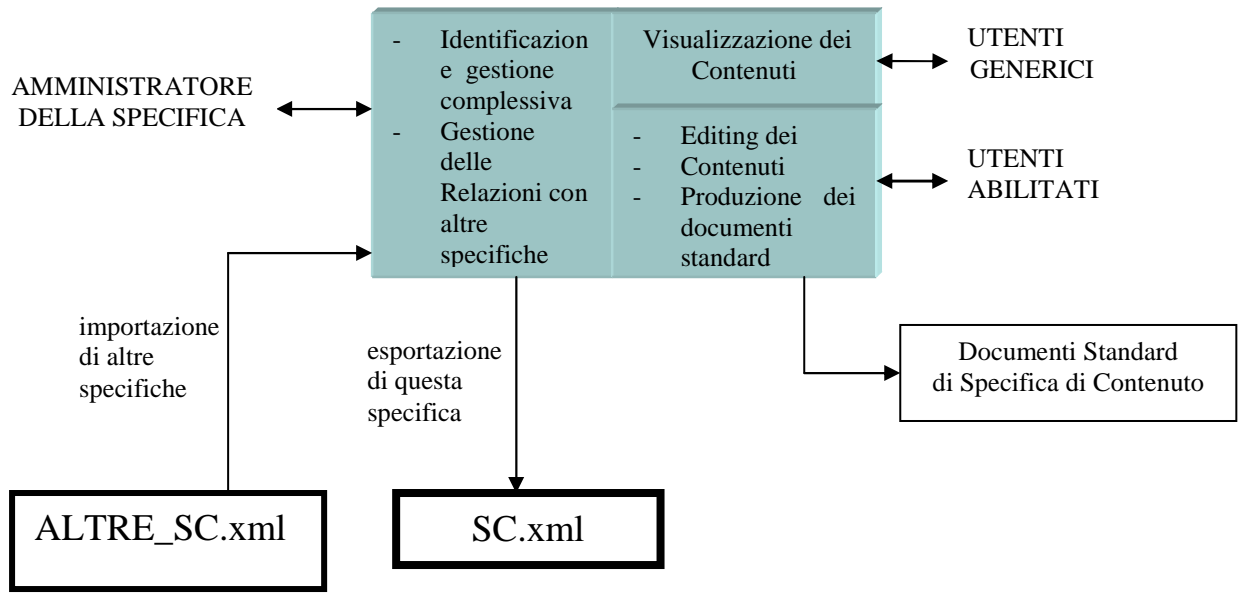 AMMINISTRATORE
DELLA SPECIFICA
- Identificazion
e gestione
complessiva
- Gestione
delle
Relazioni con
altre
specifiche
Visualizzazione dei
Contenuti
- Editing dei
- Contenuti
- Produzione dei
documenti
standard
UTENTI
GENERICI
UTENTI
ABILITATI
importazione
di altre
specifiche
esportazione
di questa
specifica
Documenti Standard
di Specifica di Contenuto
ALTRE_SC.xml
SC.xml